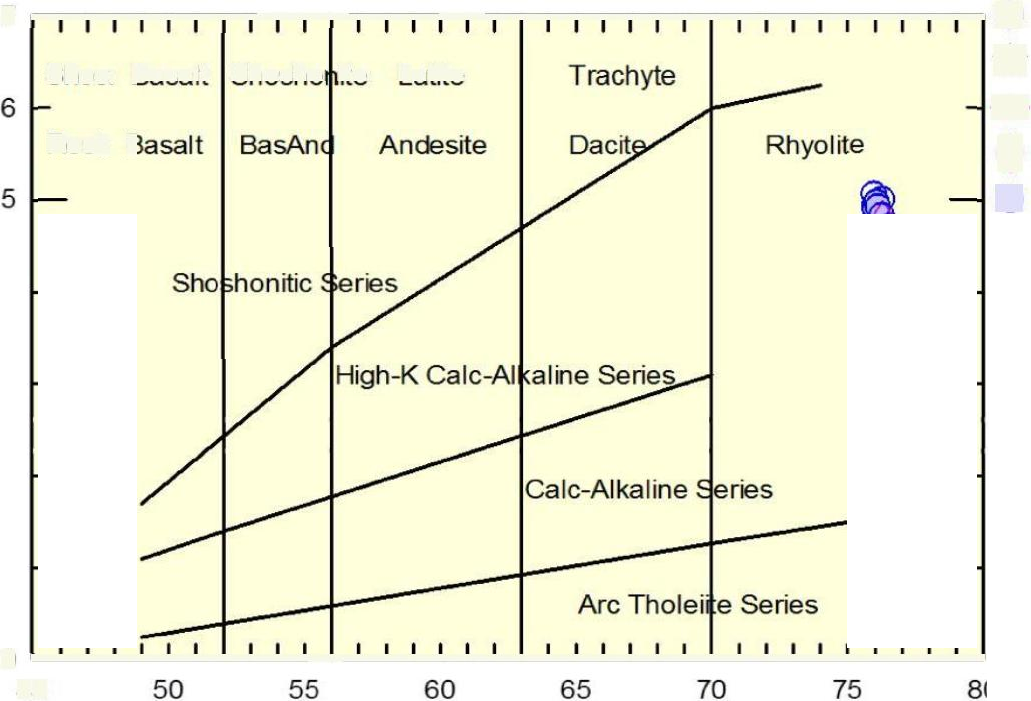 Trachyte
6
Basalt BasAnd Andesite Dacite Rhyolite
5
Shoshonitic Series
High-K Calc-Alkaline Series
Calc-Alkaline Series
Arc Tholeiite Series
50 55 60 65 70 75